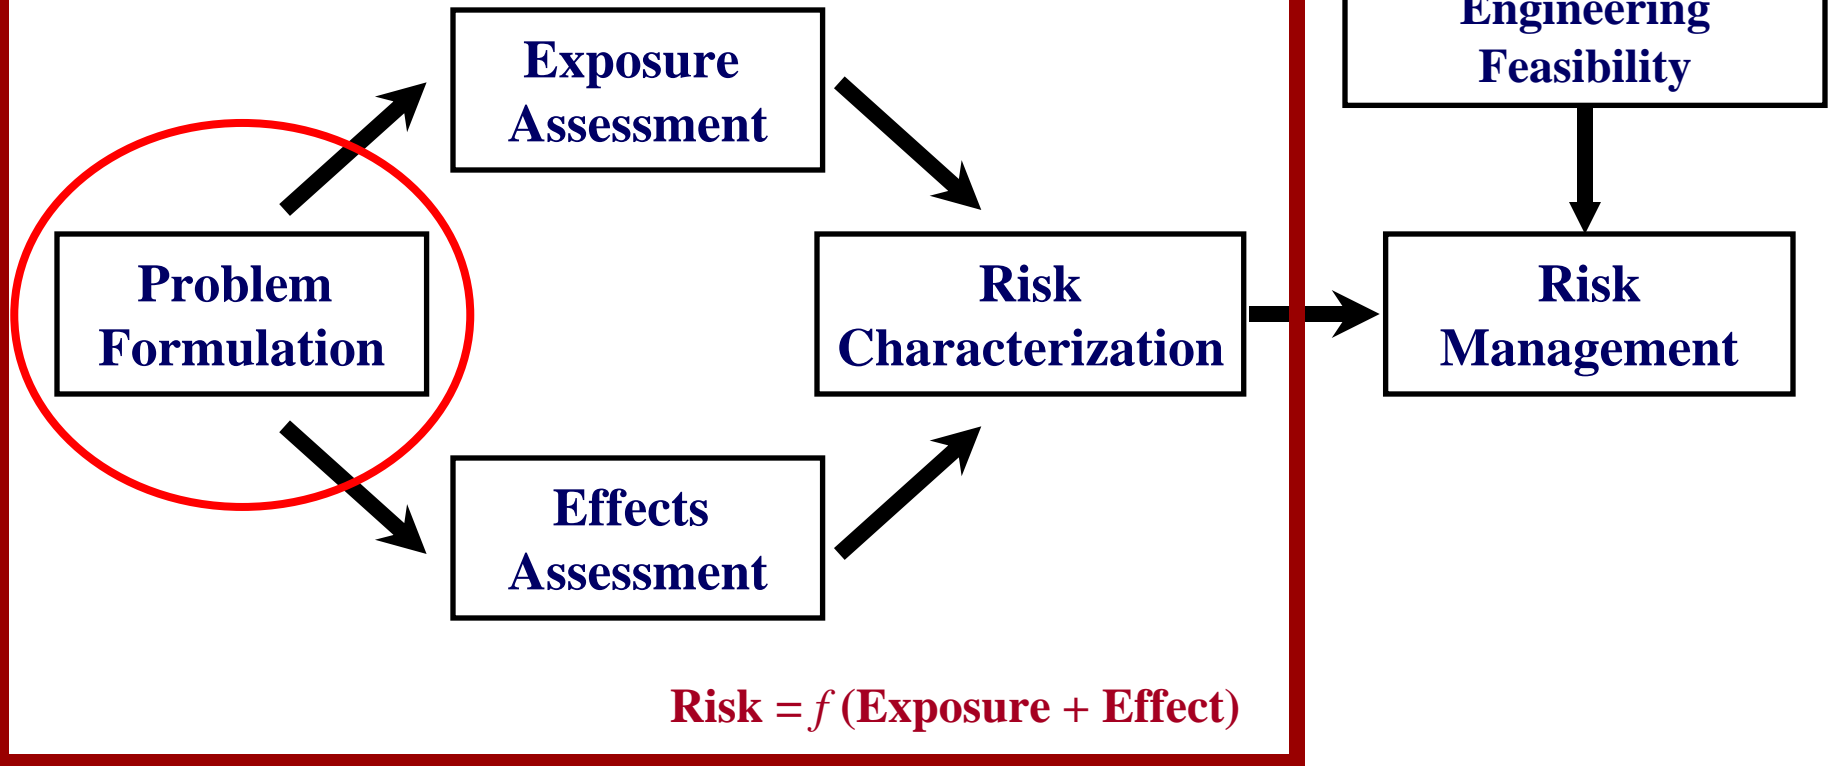 Exposure
Assessment
Engineering
Feasibility
Problem
Formulation
Risk
Characterization
Risk
Management
Effects
Assessment
Risk = f (Exposure + Effect)